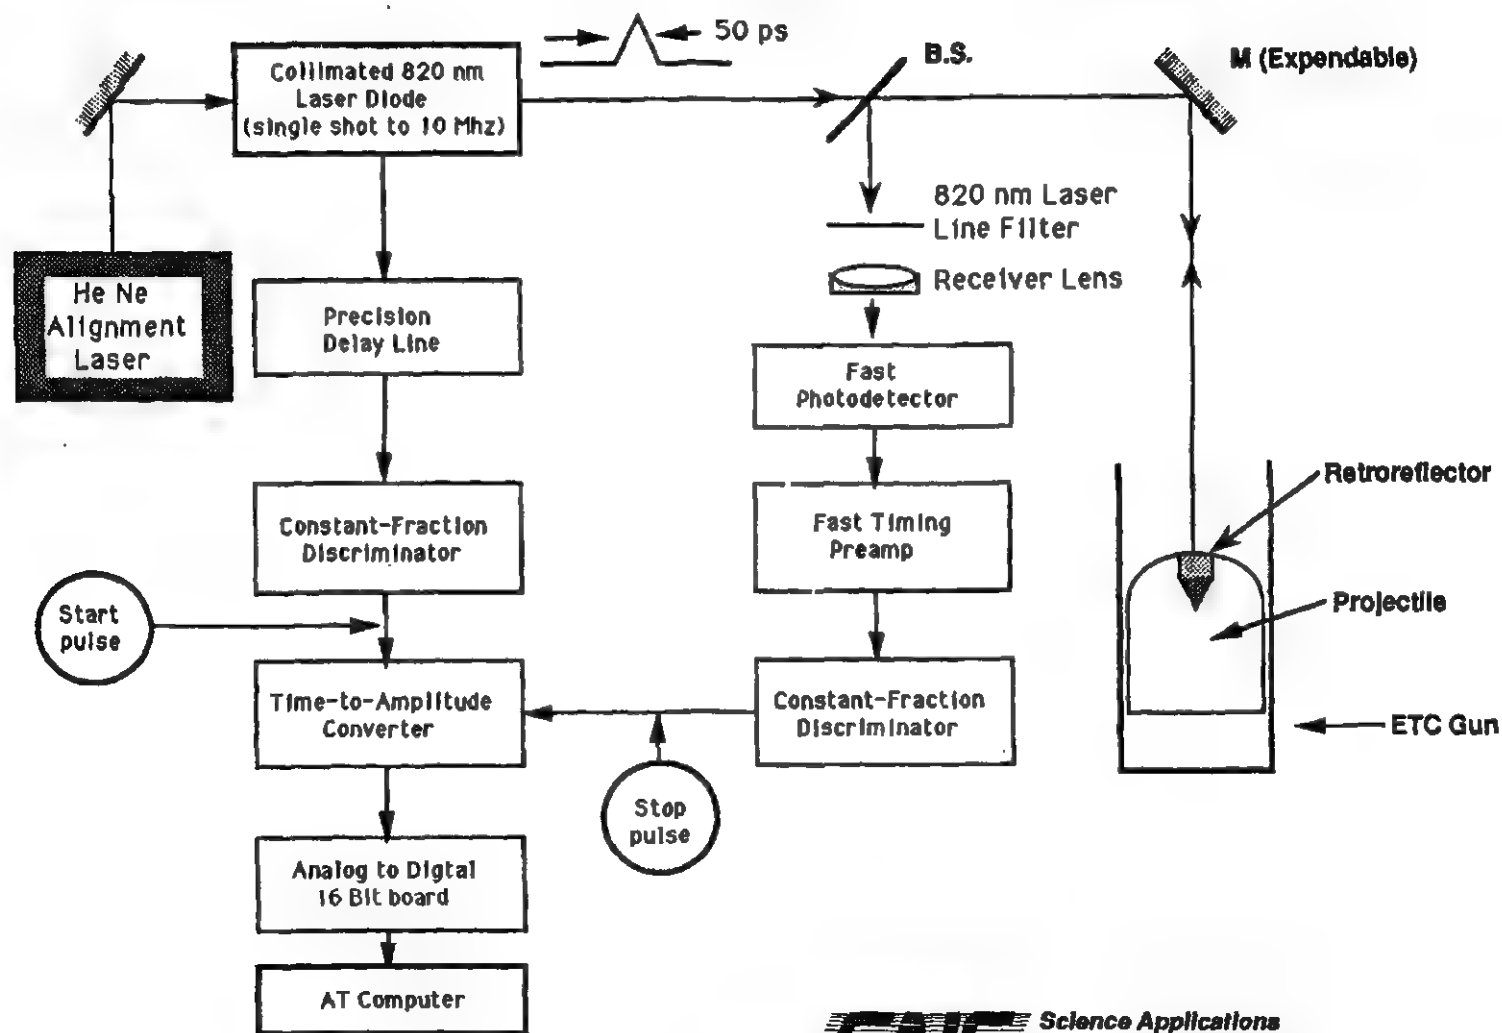 50 ps
B.S.
M (Expendable)
Collimated 820 nm
Laser Diode
(single shot to 10 Mhz)
820 nm Laser
Line Filter
He Ne
Alignment
Laser
Receiver Lens
Precision
Delay Line
Fast
Photodetector
Retroreflector
Constant-Fraction
Discriminator
Fast Timing
Preamp
Projectile
Start
pulse
Time-to-Amplitude
Converter
Constant-Fraction
Discriminator
ETC Gun
Stop
pulse
Analog to Digtal
16 Bit board
AT Computer
Science Applications